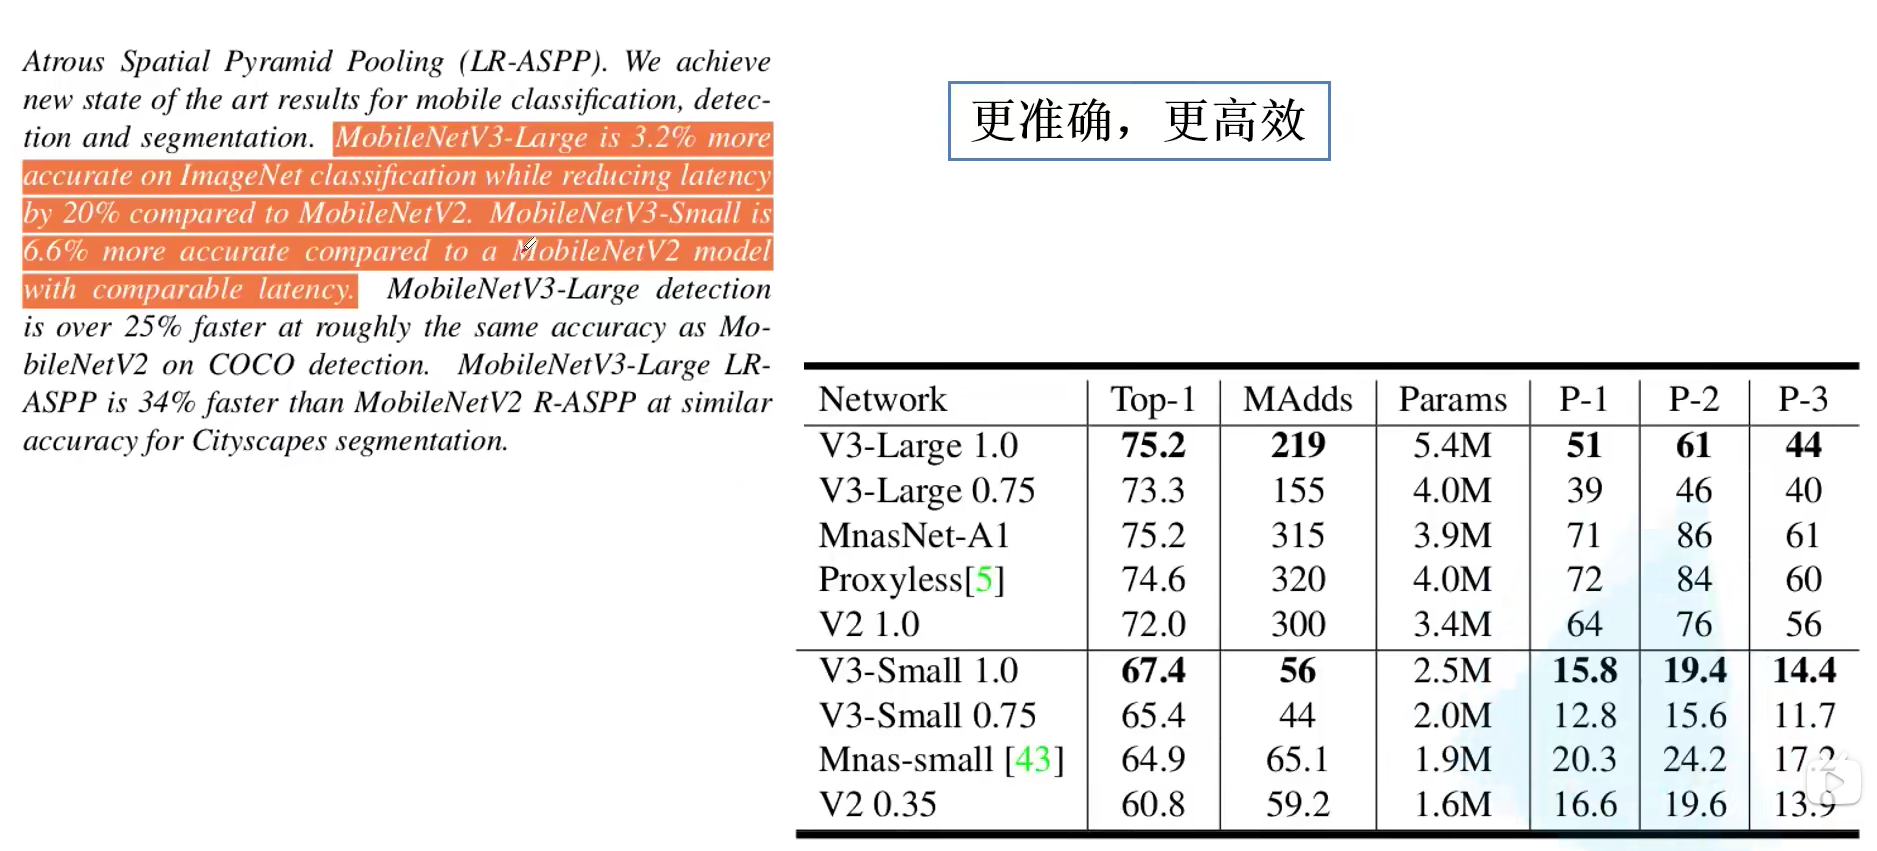 Atrous Spatial Pyramid Pooling (LR-ASPP). We achieve
new state of the art results for mobile classification, detec-
tion and segmentation. MobileNetV3-Large is 3.2% more
accurate on ImageNet classification while reducing latency
by 20% compared to MobileNetV2. MobileNetV3-Small is
6.6% more accurate compared to a MobileNetV2 model
with comparable latency. MobileNetV3-Large detection
is over 25% faster at roughly the same accuracy as Mo-
bileNetV2 on COCO detection. MobileNetV3-Large LR-
ASPP is 34% faster than MobileNetV2 R-ASPP at similar
accuracy for Cityscapes segmentation.
更准确，更高效
Network Top-1 MAdds Params P-1 P-2 P-3
V3-Large 1.0 75.2 219 5.4M 51 61 44
V3-Large 0.75 73.3 155 4.0M 39 46 40
MnasNet-A1 75.2 315 3.9M 71 86 61
Proxyless[5] 74.6 320 4.0M 72 84 60
V2 1.0 72.0 300 3.4M 64 76 56
V3-Small 1.0 67.4 56 2.5M 15.8 19.4 14.4
V3-Small 0.75 65.4 44 2.0M 12.8 15.6 11.7
Mnas-small [43] 64.9 65.1 1.9M 20.3 24.2 17.2
V2 0.35 60.8 59.2 1.6M 16.6 19.6 13.9